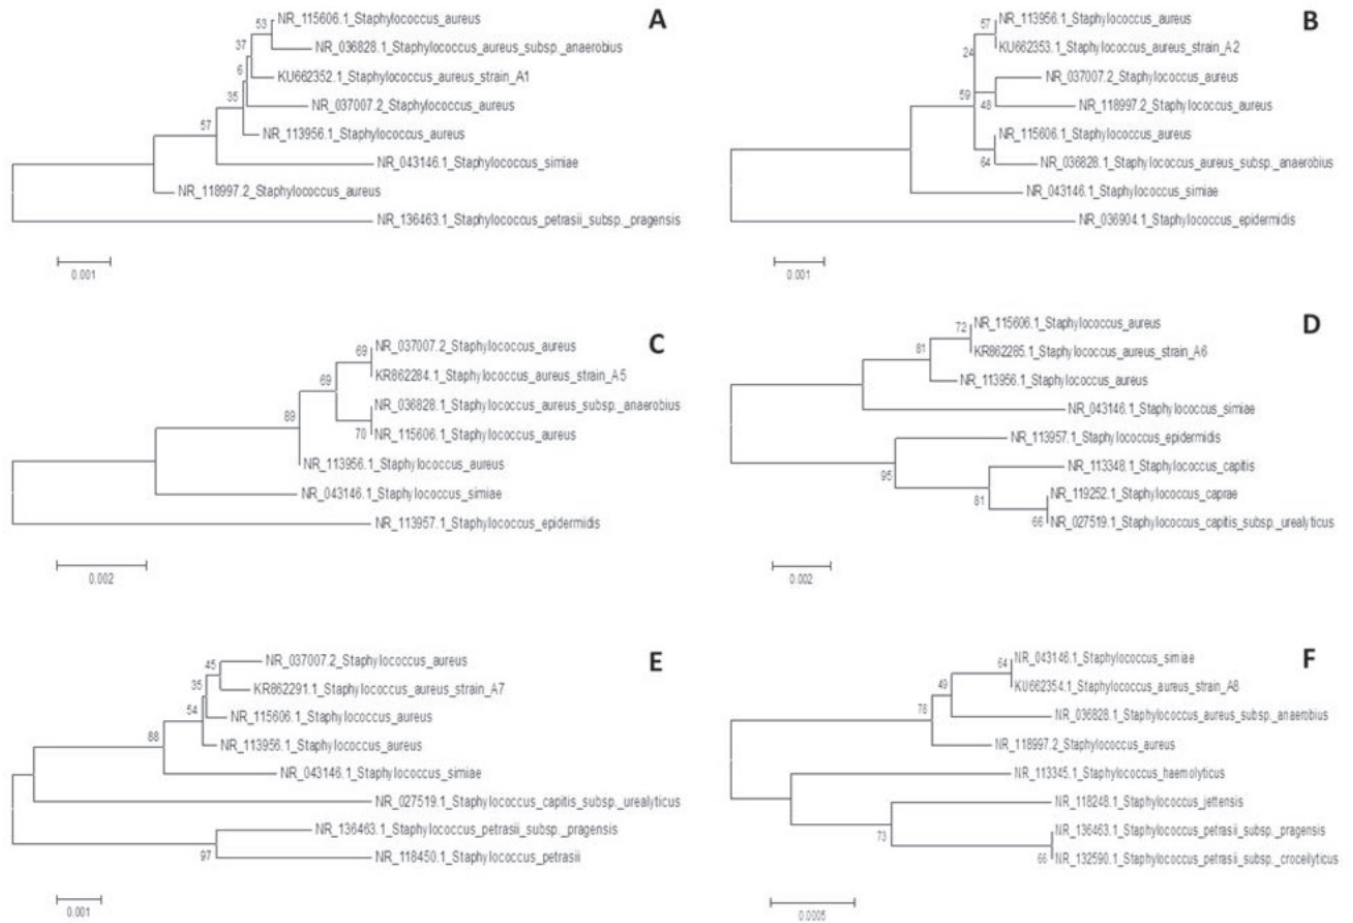 A
53
NR_115606.1_Staphylococcus_aureus
37
NR_036828.1_Staphylococcus_aureus_subsp._anaerobius
6
KU662352.1_Staphylococcus_aureus_strain_A1
35
NR_037007.2_Staphylococcus_aureus
57
NR_113956.1_Staphylococcus_aureus
NR_043146.1_Staphylococcus_simiae
NR_118997.2_Staphylococcus_aureus
NR_136463.1_Staphylococcus_petrasii_subsp._pragensis
0.001
B
57
NR_113956.1_Staphylococcus_aureus
24
KU662353.1_Staphylococcus_aureus_strain_A2
NR_037007.2_Staphylococcus_aureus
59
48
NR_118997.2_Staphylococcus_aureus
NR_115606.1_Staphylococcus_aureus
64
NR_036828.1_Staphylococcus_aureus_subsp._anaerobius
NR_043146.1_Staphylococcus_simiae
NR_036904.1_Staphylococcus_epidermidis
0.001
C
69
NR_037007.2_Staphylococcus_aureus
69
KR862284.1_Staphylococcus_aureus_strain_A5
NR_036828.1_Staphylococcus_aureus_subsp._anaerobius
89
70
NR_115606.1_Staphylococcus_aureus
NR_113956.1_Staphylococcus_aureus
NR_043146.1_Staphylococcus_simiae
NR_113957.1_Staphylococcus_epidermidis
0.002
D
72
NR_115606.1_Staphylococcus_aureus
81
KR862285.1_Staphylococcus_aureus_strain_A6
NR_113956.1_Staphylococcus_aureus
NR_043146.1_Staphylococcus_simiae
NR_113957.1_Staphylococcus_epidermidis
95
NR_113348.1_Staphylococcus_capitis
81
NR_119252.1_Staphylococcus_caprae
66
NR_027519.1_Staphylococcus_capitis_subsp._urealyticus
0.002
E
45
NR_037007.2_Staphylococcus_aureus
35
KR862291.1_Staphylococcus_aureus_strain_A7
54
NR_115606.1_Staphylococcus_aureus
88
NR_113956.1_Staphylococcus_aureus
NR_043146.1_Staphylococcus_simiae
NR_027519.1_Staphylococcus_capitis_subsp._urealyticus
NR_136463.1_Staphylococcus_petrasii_subsp._pragensis
97
NR_118450.1_Staphylococcus_petrasii
0.001
F
64
NR_043146.1_Staphylococcus_simiae
49
KU662354.1_Staphylococcus_aureus_strain_A8
78
NR_036828.1_Staphylococcus_aureus_subsp._anaerobius
NR_118997.2_Staphylococcus_aureus
NR_113345.1_Staphylococcus_haemolyticus
NR_118248.1_Staphylococcus_jettensis
73
NR_136463.1_Staphylococcus_petrasii_subsp._pragensis
66
NR_132590.1_Staphylococcus_petrasii_subsp._croceilyticus
0.0005